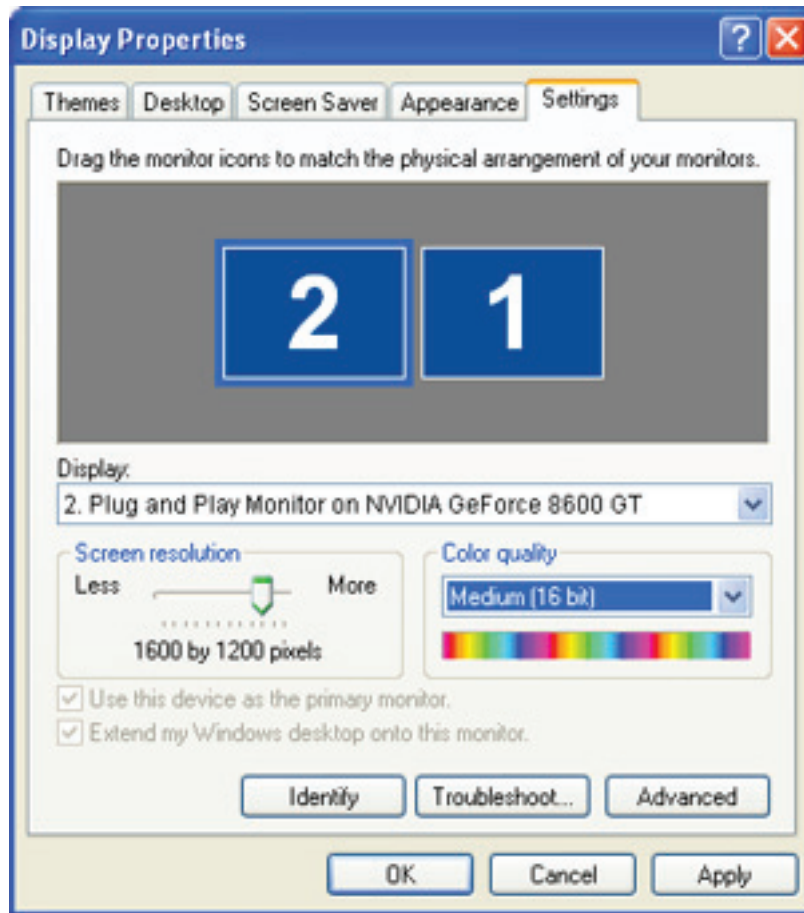 Display Properties
Themes Desktop Screen Saver Appearance Settings
Drag the monitor icons to match the physical arrangement of your monitors.
2 1
Display:
2. Plug and Play Monitor on NVIDIA GeForce 8600 GT
Screen resolution
Less More
1600 by 1200 pixels
Color quality
Medium (16 bit)
Use this device as the primary monitor.
Extend my Windows desktop onto this monitor.
Identify Troubleshoot... Advanced
OK Cancel Apply